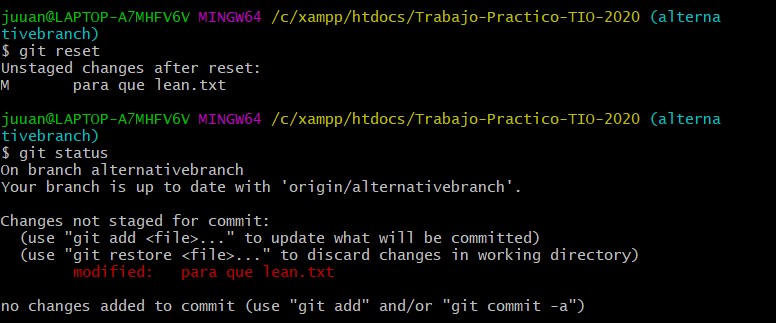 juuan@LAPTOP-A7MHFV6V MINGW64 /c/xampp/htdocs/Trabajo-Practico-TIO-2020 (alterna
tivebranch)
$ git reset
Unstaged changes after reset:
M       para que lean.txt
juuan@LAPTOP-A7MHFV6V MINGW64 /c/xampp/htdocs/Trabajo-Practico-TIO-2020 (alterna
tivebranch)
$ git status
On branch alternativebranch
Your branch is up to date with 'origin/alternativebranch'.
Changes not staged for commit:
  (use "git add <file>..." to update what will be committed)
  (use "git restore <file>..." to discard changes in working directory)
        modified:   para que lean.txt
no changes added to commit (use "git add" and/or "git commit -a")